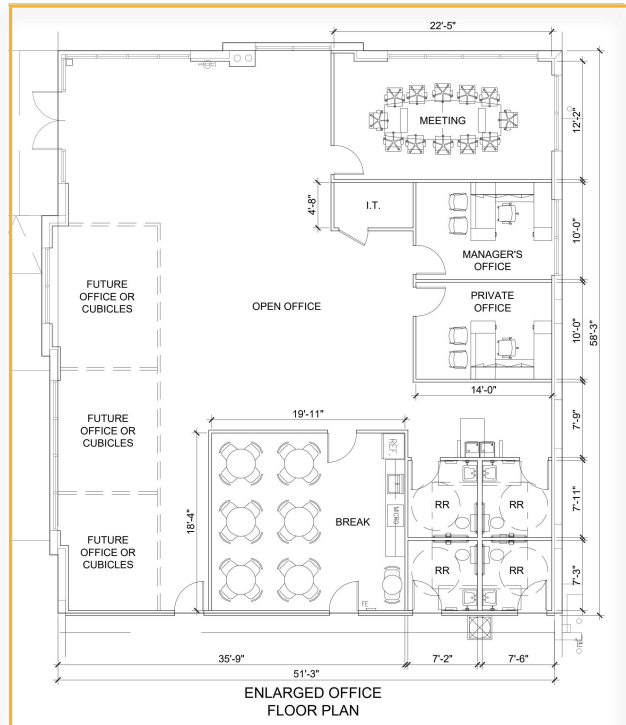 22'-5"
MEETING
12'-2"
4'-8"
I.T.
10'-0"
MANAGER'S
OFFICE
FUTURE
OFFICE OR
CUBICLES
OPEN OFFICE
PRIVATE
OFFICE
10'-0"
58'-3"
14'-0"
FUTURE
OFFICE OR
CUBICLES
19'-11"
7'-9"
REF.
18'-4"
BREAK
MICRO
RR
RR
7'-11"
FUTURE
OFFICE OR
CUBICLES
RR
RR
7'-3"
FE
35'-9"
7'-2"
7'-6"
51'-3"
ENLARGED OFFICE
FLOOR PLAN